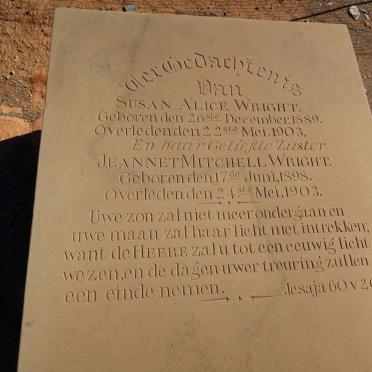 Ter Gedachtenis
Van
SUSAN ALICE WRIGHT.
Geboren den 26ste December, 1889.
Overleden den 22ste Mei, 1903.
En haar Geliefde Zuster
JEANNET MITCHELL WRIGHT.
Geboren den 17de Juni, 1898.
Overleden den 24ste Mei, 1903.
Uwe zon zal niet meer ondergaan en
uwe maan zal haar licht niet intrekken;
want de HEERE zal u tot een eeuwig licht
wezen, en de dagen uwer treuring zullen
een einde nemen. Jesaja 60 v 20